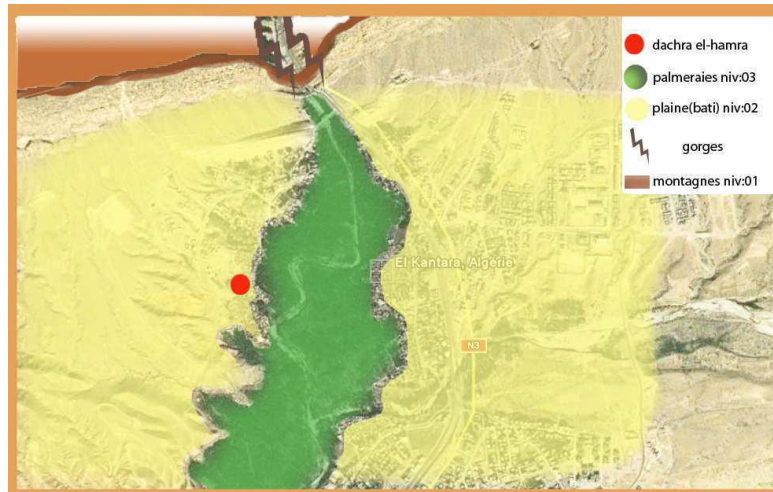 dachra el-hamra
palmeraies niv:03
plaine(bati) niv:02
gorges
montagnes niv:01
El Kantara, Algérie
N3